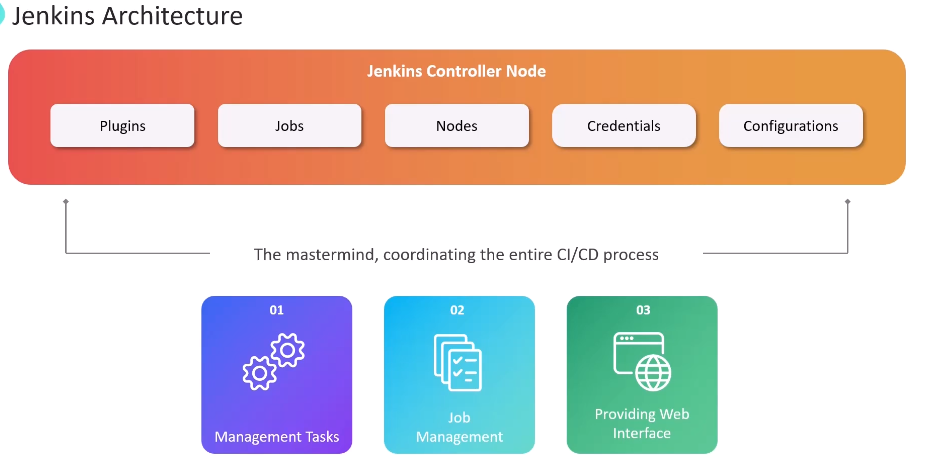 Jenkins Architecture
Jenkins Controller Node
Plugins
Jobs
Nodes
Credentials
Configurations
The mastermind, coordinating the entire CI/CD process
01
Management Tasks
02
Job
Management
03
Providing Web
Interface